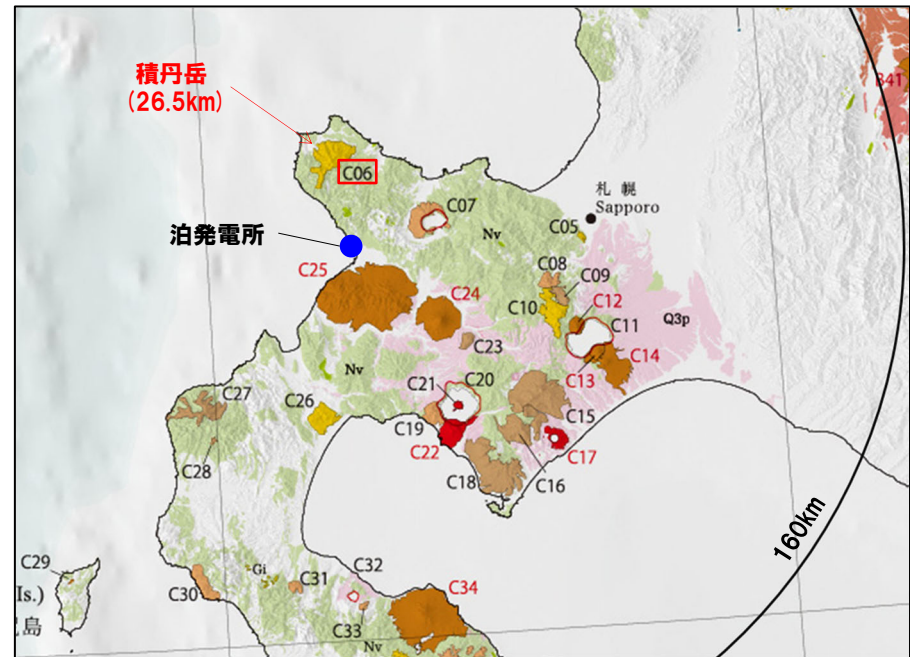 積丹岳
(26.5km)
B41
C06
札幌
Sapporo
C07
泊発電所
Nv
C05
C25
C08
C09
C24
C10
C12
C11
Q3p
C23
C14
Nv
C13
C21
C20
C27
C26
C15
C19
C22
C17
C28
C18
C16
160km
C29
C32
Gi
C31
C34
Is.)
C30
C33
島
Nv